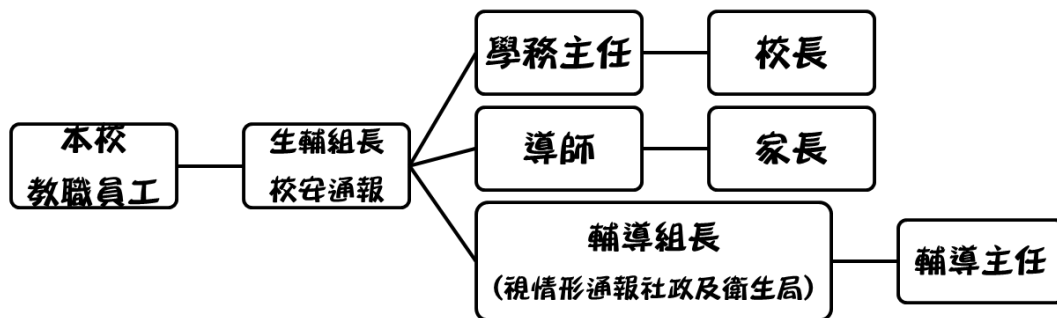 學務主任
校長
本校
教職員工
生輔組長
校安通報
導師
家長
輔導組長
(視情形通報社政及衛生局)
輔導主任